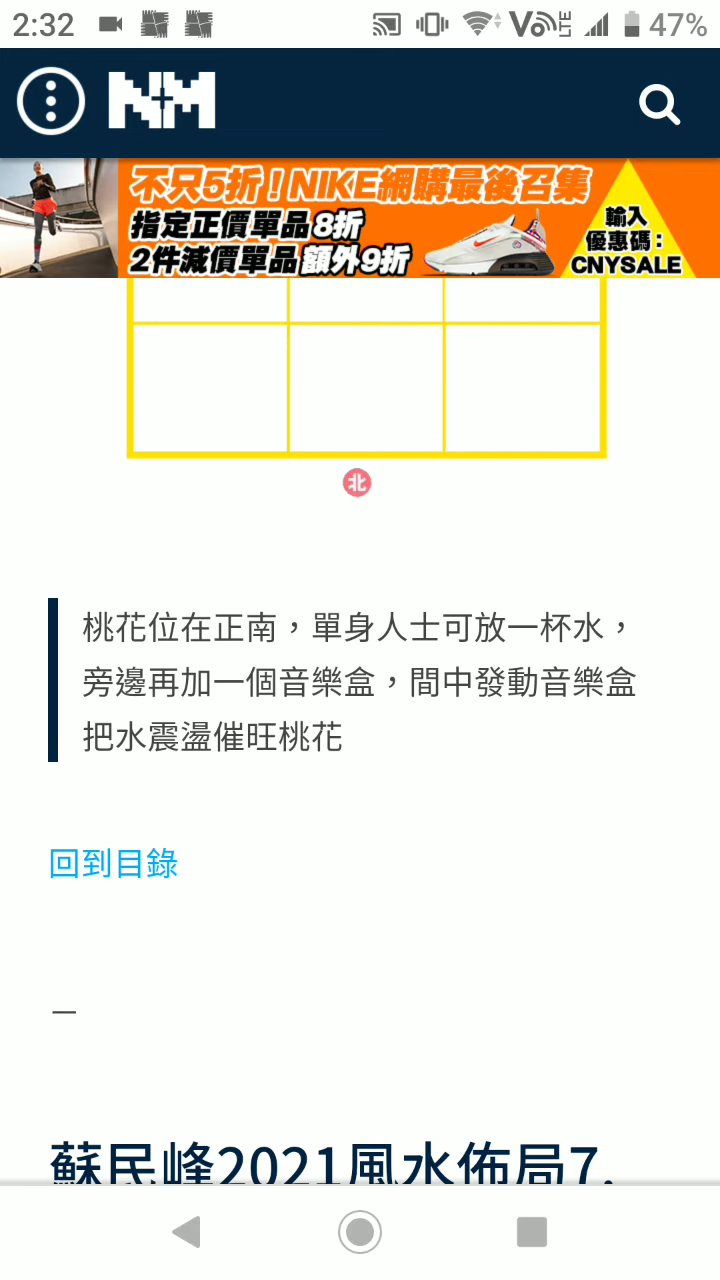 2:32
VoLTE
47%
N+M
不只5折！NIKE網購最後召集
指定正價單品8折
2件減價單品額外9折
輸入
優惠碼：
CNYSALE
北
桃花位在正南，單身人士可放一杯水，
旁邊再加一個音樂盒，間中發動音樂盒
把水震盪催旺桃花
回到目錄
—
蘇民峰2021風水佈局7.